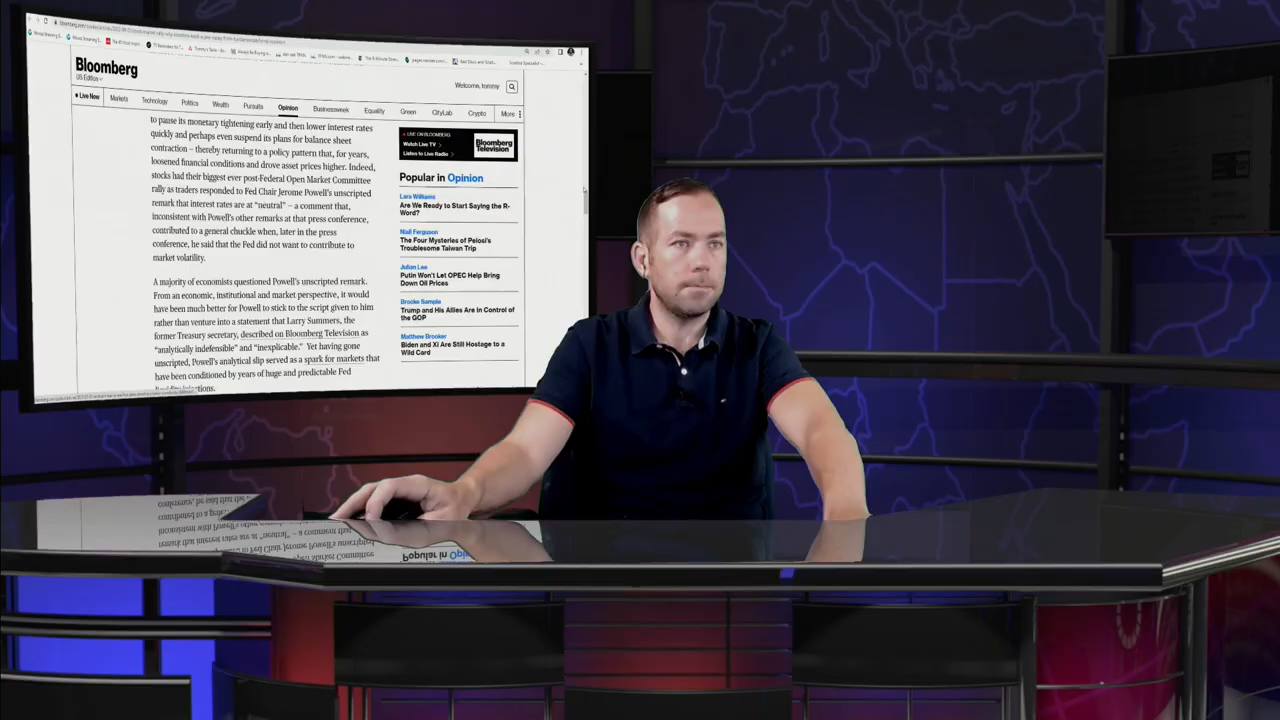 Bloomberg
US Edition
Welcome, tommy
Live Now
Markets
Technology
Politics
Wealth
Pursuits
Opinion
Businessweek
Equality
Green
CityLab
Crypto
More
to pause its monetary tightening early and then lower interest rates
quickly and perhaps even suspend its plans for balance sheet
contraction – thereby returning to a policy pattern that, for years,
loosened financial conditions and drove asset prices higher. Indeed,
stocks had their biggest ever post-Federal Open Market Committee
rally as traders responded to Fed Chair Jerome Powell's unscripted
remark that interest rates are at "neutral" – a comment that,
inconsistent with Powell's other remarks at that press conference,
contributed to a general chuckle when, later in the press
conference, he said that the Fed did not want to contribute to
market volatility.
A majority of economists questioned Powell's unscripted remark.
From an economic, institutional and market perspective, it would
have been much better for Powell to stick to the script given to him
rather than venture into a statement that Larry Summers, the
former Treasury secretary, described on Bloomberg Television as
"analytically indefensible" and "inexplicable." Yet having gone
unscripted, Powell's analytical slip served as a spark for markets that
have been conditioned by years of huge and predictable Fed
LIVE ON BLOOMBERG
Watch Live TV
Listen to Live Radio
Bloomberg
Television
Popular in Opinion
Lara Williams
Are We Ready to Start Saying the R-
Word?
Niall Ferguson
The Four Mysteries of Pelosi's
Troublesome Taiwan Trip
Julian Lee
Putin Won't Let OPEC Help Bring
Down Oil Prices
Brooke Sample
Trump and His Allies Are in Control of
the GOP
Matthew Brooker
Biden and Xi Are Still Hostage to a
Wild Card